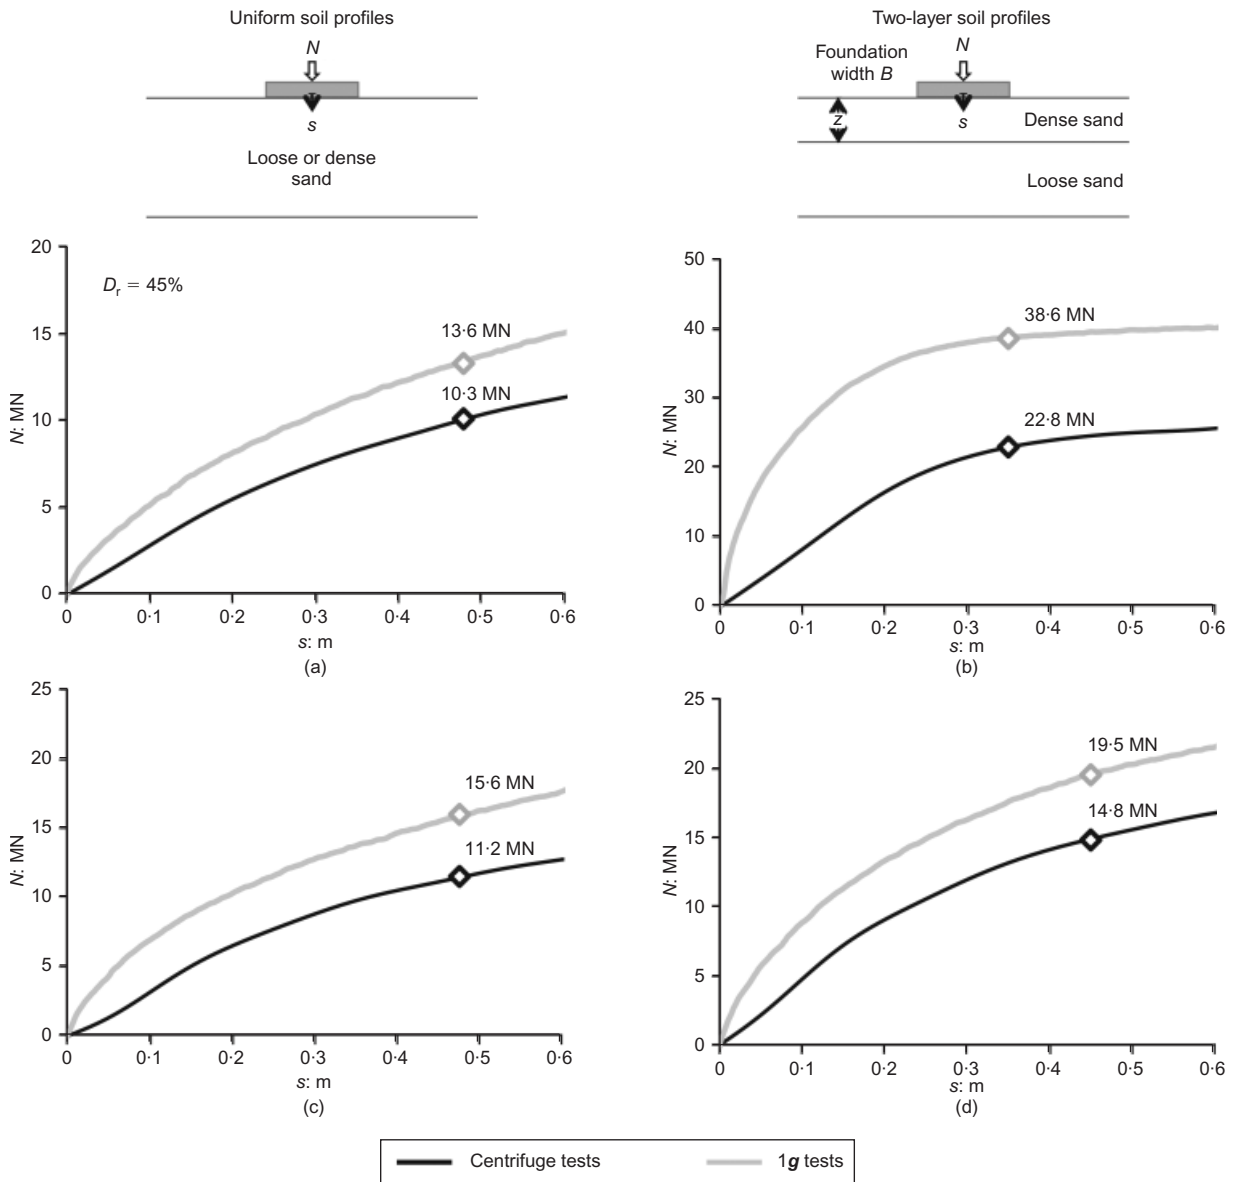 Uniform soil profiles
N
s
Loose or dense
sand
Two-layer soil profiles
Foundation
width B
N
z
s
Dense sand
Loose sand
20
15
10
5
0
N: MN
Dr = 45%
13·6 MN
10·3 MN
0
0·1
0·2
0·3
0·4
0·5
0·6
s: m
(a)
50
40
30
20
10
0
N: MN
38·6 MN
22·8 MN
0
0·1
0·2
0·3
0·4
0·5
0·6
s: m
(b)
25
20
15
10
5
0
N: MN
15·6 MN
11·2 MN
0
0·1
0·2
0·3
0·4
0·5
0·6
s: m
(c)
25
20
15
10
5
0
N: MN
19·5 MN
14·8 MN
0
0·1
0·2
0·3
0·4
0·5
0·6
s: m
(d)
Centrifuge tests
1g tests